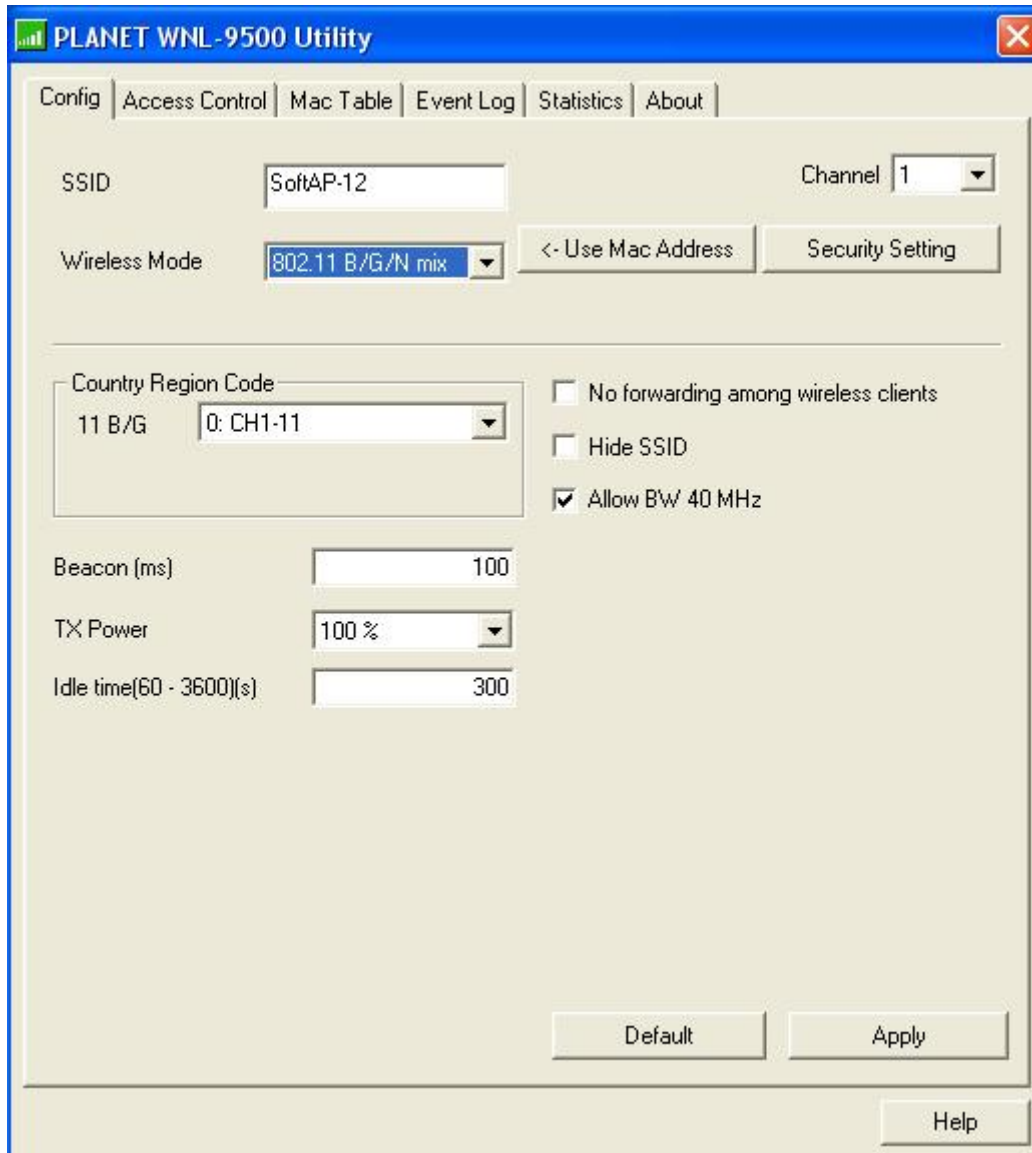 PLANET WNL-9500 Utility
Config Access Control Mac Table Event Log Statistics About
SSID SoftAP-12 Channel 1
Wireless Mode 802.11 B/G/N mix <- Use Mac Address Security Setting
Country Region Code
11 B/G 0: CH1-11
No forwarding among wireless clients
Hide SSID
Allow BW 40 MHz
Beacon (ms) 100
TX Power 100 %
Idle time(60 - 3600)(s) 300
Default Apply
Help